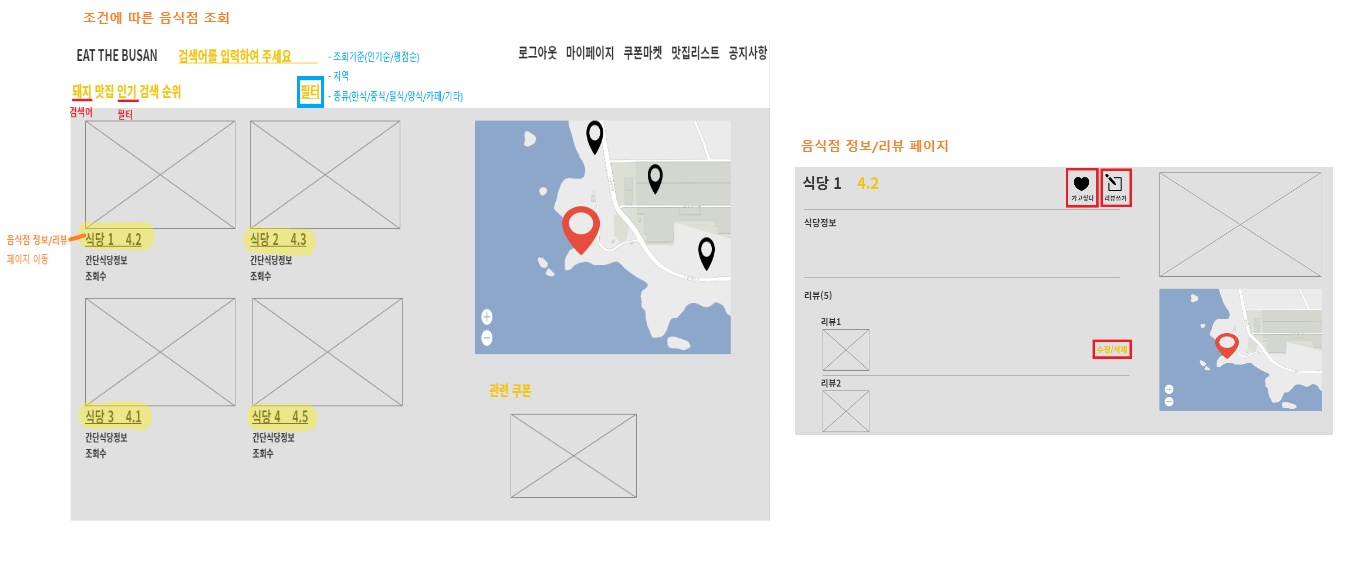 조건에 따른 음식점 조회
EAT THE BUSAN 검색어를 입력하여 주세요
로그아웃 마이페이지 쿠폰마켓 맛집리스트 공지사항
- 조회기준(인기순/평점순)
- 지역
- 종류(한식/중식/일식/양식/카페/기타)
돼지 맛집 인기 검색 순위
필터
검색어
필터
음식점 정보/리뷰
페이지 이동
식당 1 4.2
간단식당정보
조회수
식당 2 4.3
간단식당정보
조회수
식당 3 4.1
간단식당정보
조회수
식당 4 4.5
간단식당정보
조회수
관련 쿠폰
음식점 정보/리뷰 페이지
식당 1 4.2
가고싶다
리뷰쓰기
식당정보
리뷰(5)
리뷰1
수정/삭제
리뷰2